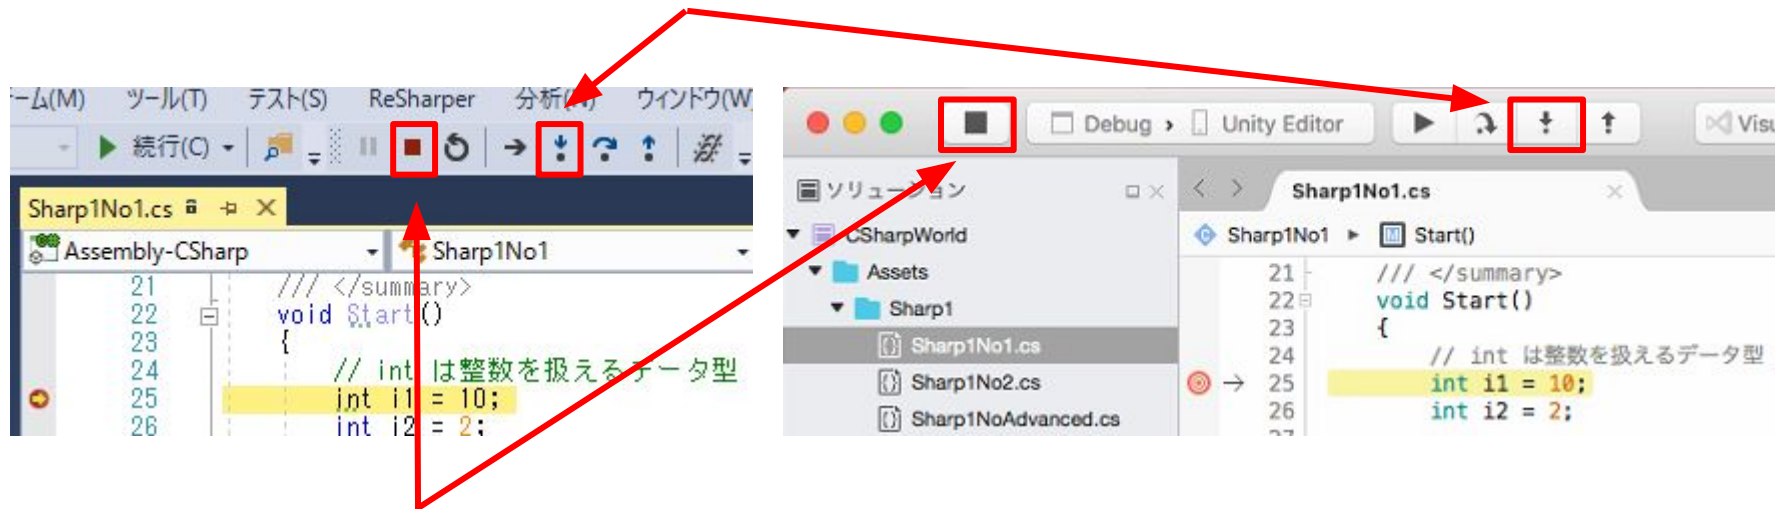 ーム(M) ツール(T) テスト(S) ReSharper 分析(N) ウィンドウ(W)
続行(C)
Sharp1No1.cs
Assembly-CSharp Sharp1No1
21 /// </summary>
22 void Start()
23 {
24 // int は整数を扱えるデータ型
25 int i1 = 10;
26 int i2 = 2;
Debug › Unity Editor Visu
ソリューション
CSharpWorld
Assets
Sharp1
Sharp1No1.cs
Sharp1No2.cs
Sharp1NoAdvanced.cs
Sharp1No1.cs
Sharp1No1 ▸ Start()
21 /// </summary>
22 void Start()
23 {
24 // int は整数を扱えるデータ型
25 int i1 = 10;
26 int i2 = 2;
27